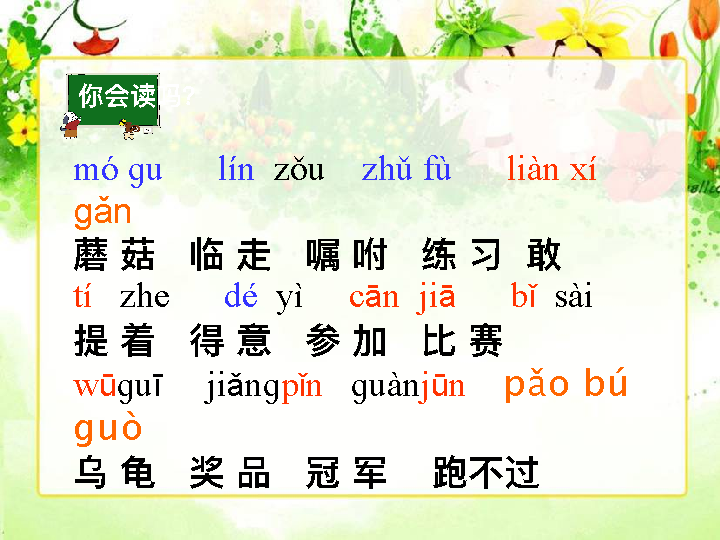 你会读吗？
mó gu lín zǒu zhǔ fù liàn xí
gǎn
蘑 菇 临 走 嘱 咐 练 习 敢
tí zhe dé yì cān jiā bǐ sài
提 着 得 意 参 加 比 赛
wūguī jiǎngpǐn guànjūn pǎo bú
guò
乌 龟 奖 品 冠 军 跑不过